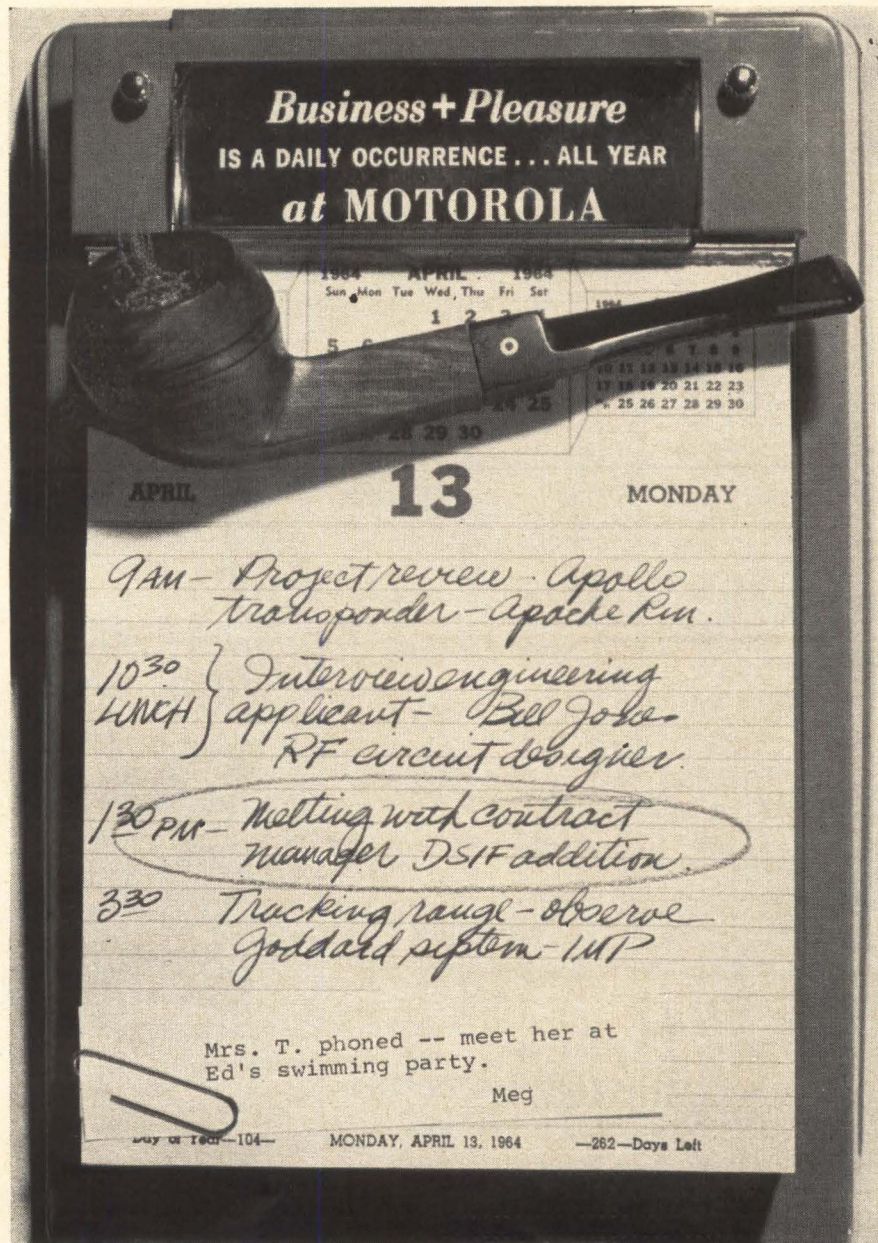 Business + Pleasure
IS A DAILY OCCURRENCE... ALL YEAR
at MOTOROLA
1964 APRIL 1964
Sun Mon Tue Wed Thu Fri Sat
1 2 3
5 6
24 25
28 29 30
1964
6 7 8 9
10 11 12 13 14 15 16
17 18 19 20 21 22 23
25 26 27 28 29 30
APRIL 13 MONDAY
9AM - Project review - Apollo
transponder - Apache Run.
10 30 Interview engineering
LUNCH applicant - Bill Jones
RF circuit designer.
1 30 PM - Meeting with contract
manager DSIF addition.
3 30 Tracking range - observe
Goddard system - IMP
Mrs. T. phoned -- meet her at
Ed's swimming party.
Meg
Day of Year-104- MONDAY, APRIL 13, 1964 -262-Days Left